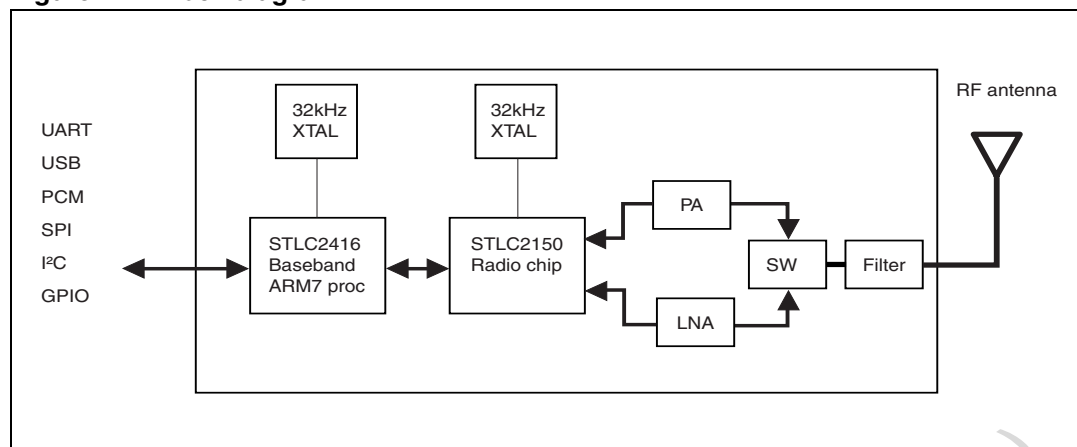 32kHz
XTAL
32kHz
XTAL
RF antenna
UART
USB
PCM
SPI
I²C
GPIO
STLC2416
Baseband
ARM7 proc
STLC2150
Radio chip
PA
SW
Filter
LNA